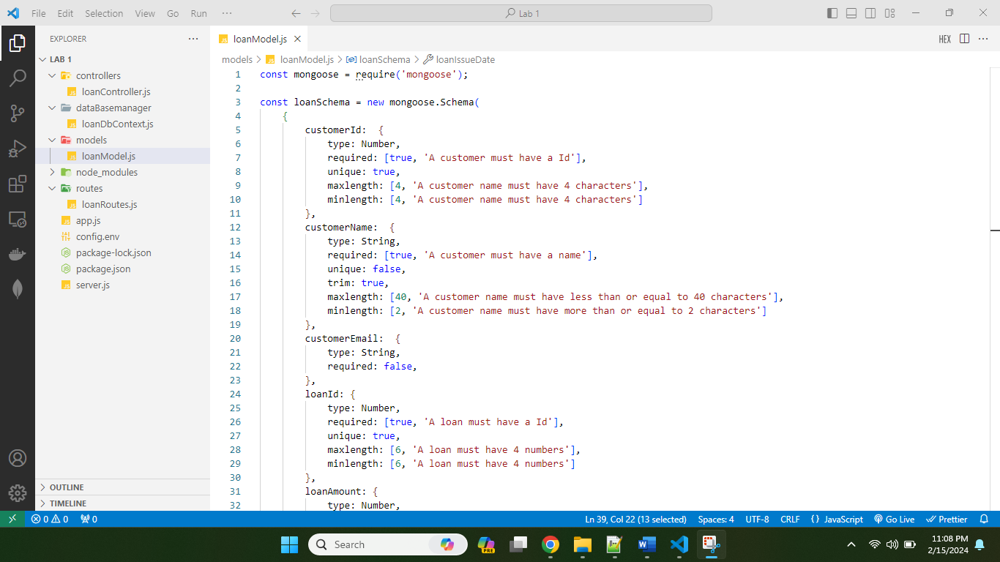 File Edit Selection View Go Run ··· Lab 1
EXPLORER ···
LAB 1
controllers
loanController.js
dataBasemanager
loanDbContext.js
models
loanModel.js
node_modules
routes
loanRoutes.js
app.js
config.env
package-lock.json
package.json
server.js
OUTLINE
TIMELINE
loanModel.js HEX
models > loanModel.js > loanSchema > loanIssueDate
1 const mongoose = require('mongoose');
2
3 const loanSchema = new mongoose.Schema(
4 {
5 customerId: {
6 type: Number,
7 required: [true, 'A customer must have a Id'],
8 unique: true,
9 maxlength: [4, 'A customer name must have 4 characters'],
10 minlength: [4, 'A customer name must have 4 characters']
11 },
12 customerName: {
13 type: String,
14 required: [true, 'A customer must have a name'],
15 unique: false,
16 trim: true,
17 maxlength: [40, 'A customer name must have less than or equal to 40 characters'],
18 minlength: [2, 'A customer name must have more than or equal to 2 characters']
19 },
20 customerEmail: {
21 type: String,
22 required: false,
23 },
24 loanId: {
25 type: Number,
26 required: [true, 'A loan must have a Id'],
27 unique: true,
28 maxlength: [6, 'A loan must have 4 numbers'],
29 minlength: [6, 'A loan must have 4 numbers']
30 },
31 loanAmount: {
32 type: Number,
0 0 0 Ln 39, Col 22 (13 selected) Spaces: 4 UTF-8 CRLF {} JavaScript Go Live Prettier
Search PRE 11:08 PM
2/15/2024